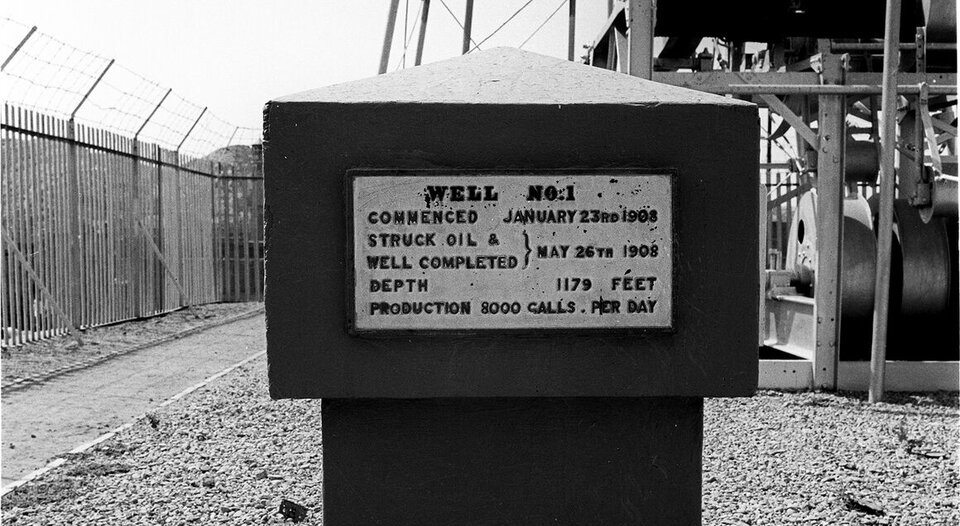 WELL NO:1
COMMENCED JANUARY 23RD 1908
STRUCK OIL &
WELL COMPLETED } MAY 26TH 1908
DEPTH 1179 FEET
PRODUCTION 8000 GALLS. PER DAY